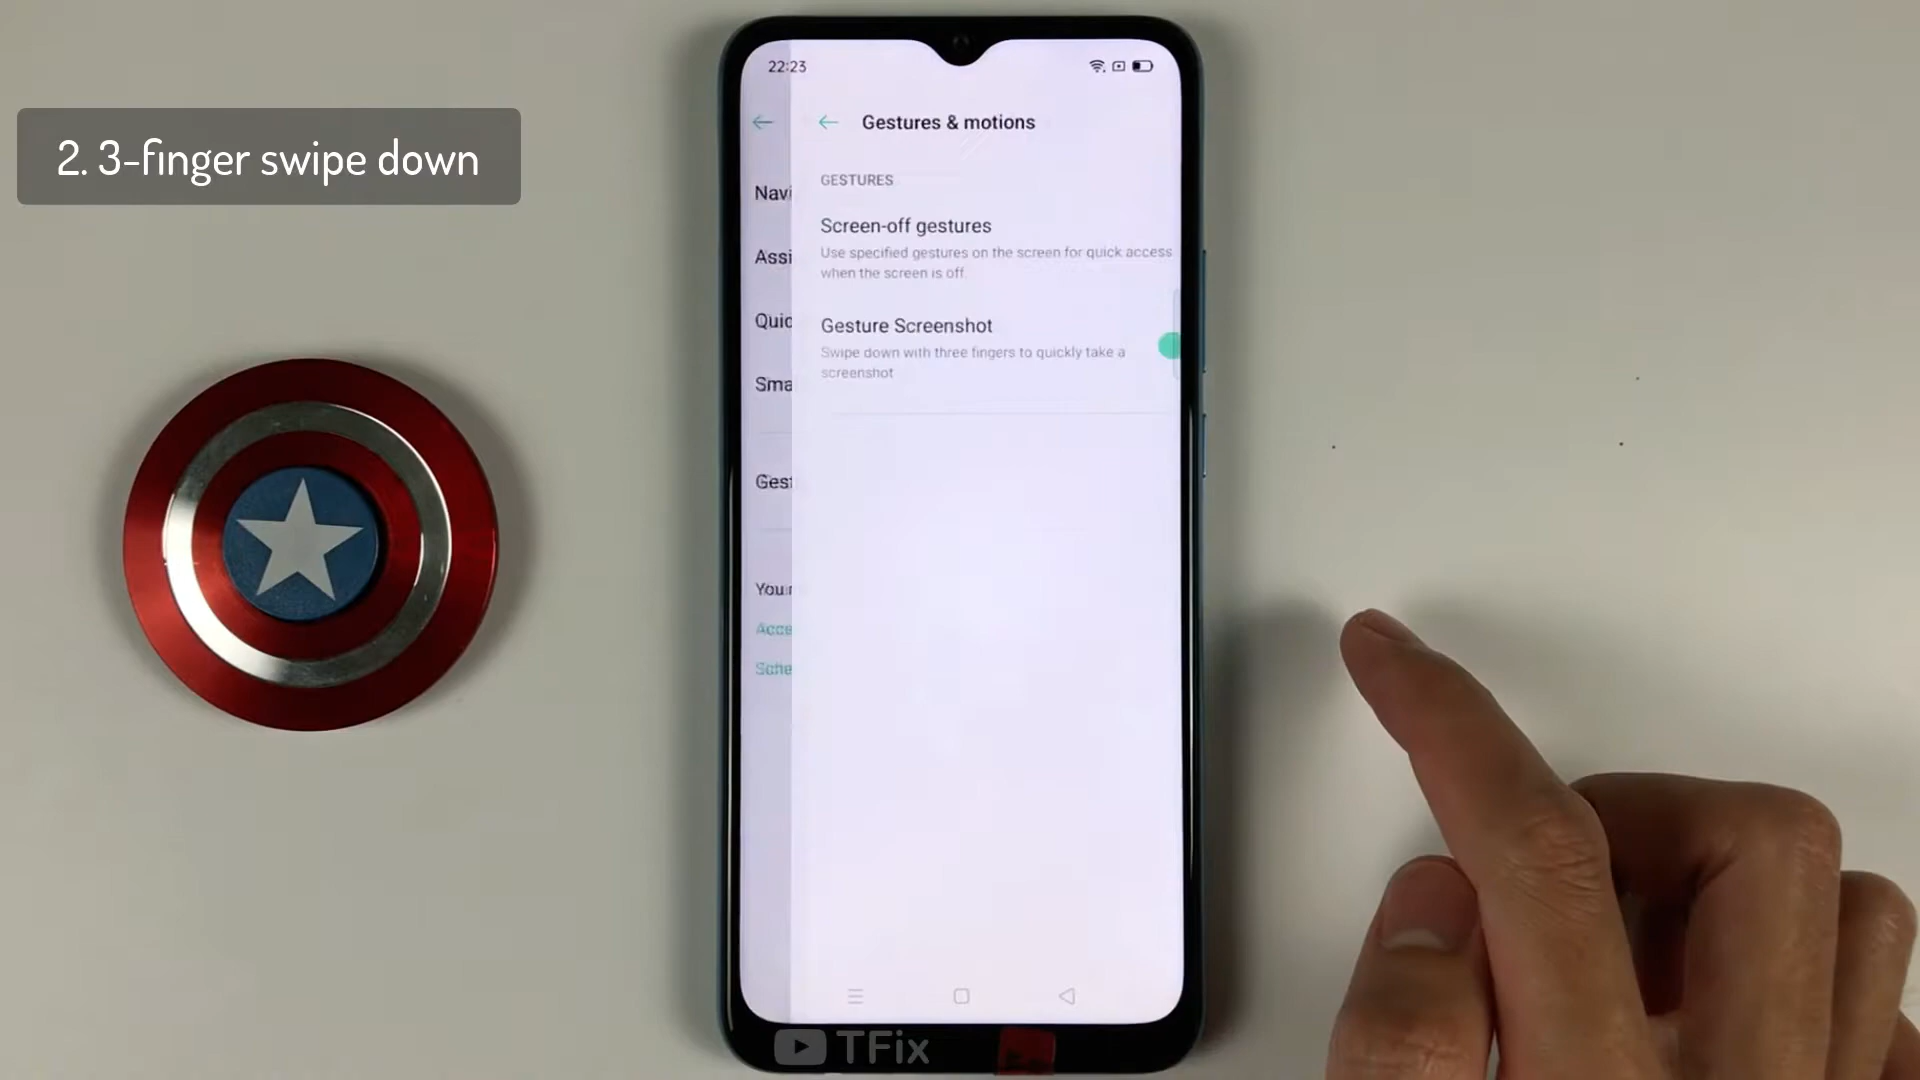 2. 3-finger swipe down
22:23
Gestures & motions
GESTURES
Screen-off gestures
Use specified gestures on the screen for quick access
when the screen is off
Gesture Screenshot
Swipe down with three fingers to quickly take a
screenshot
Navi
Assi
Quic
Sma
Gest
Your
Acce
Sche
TFix